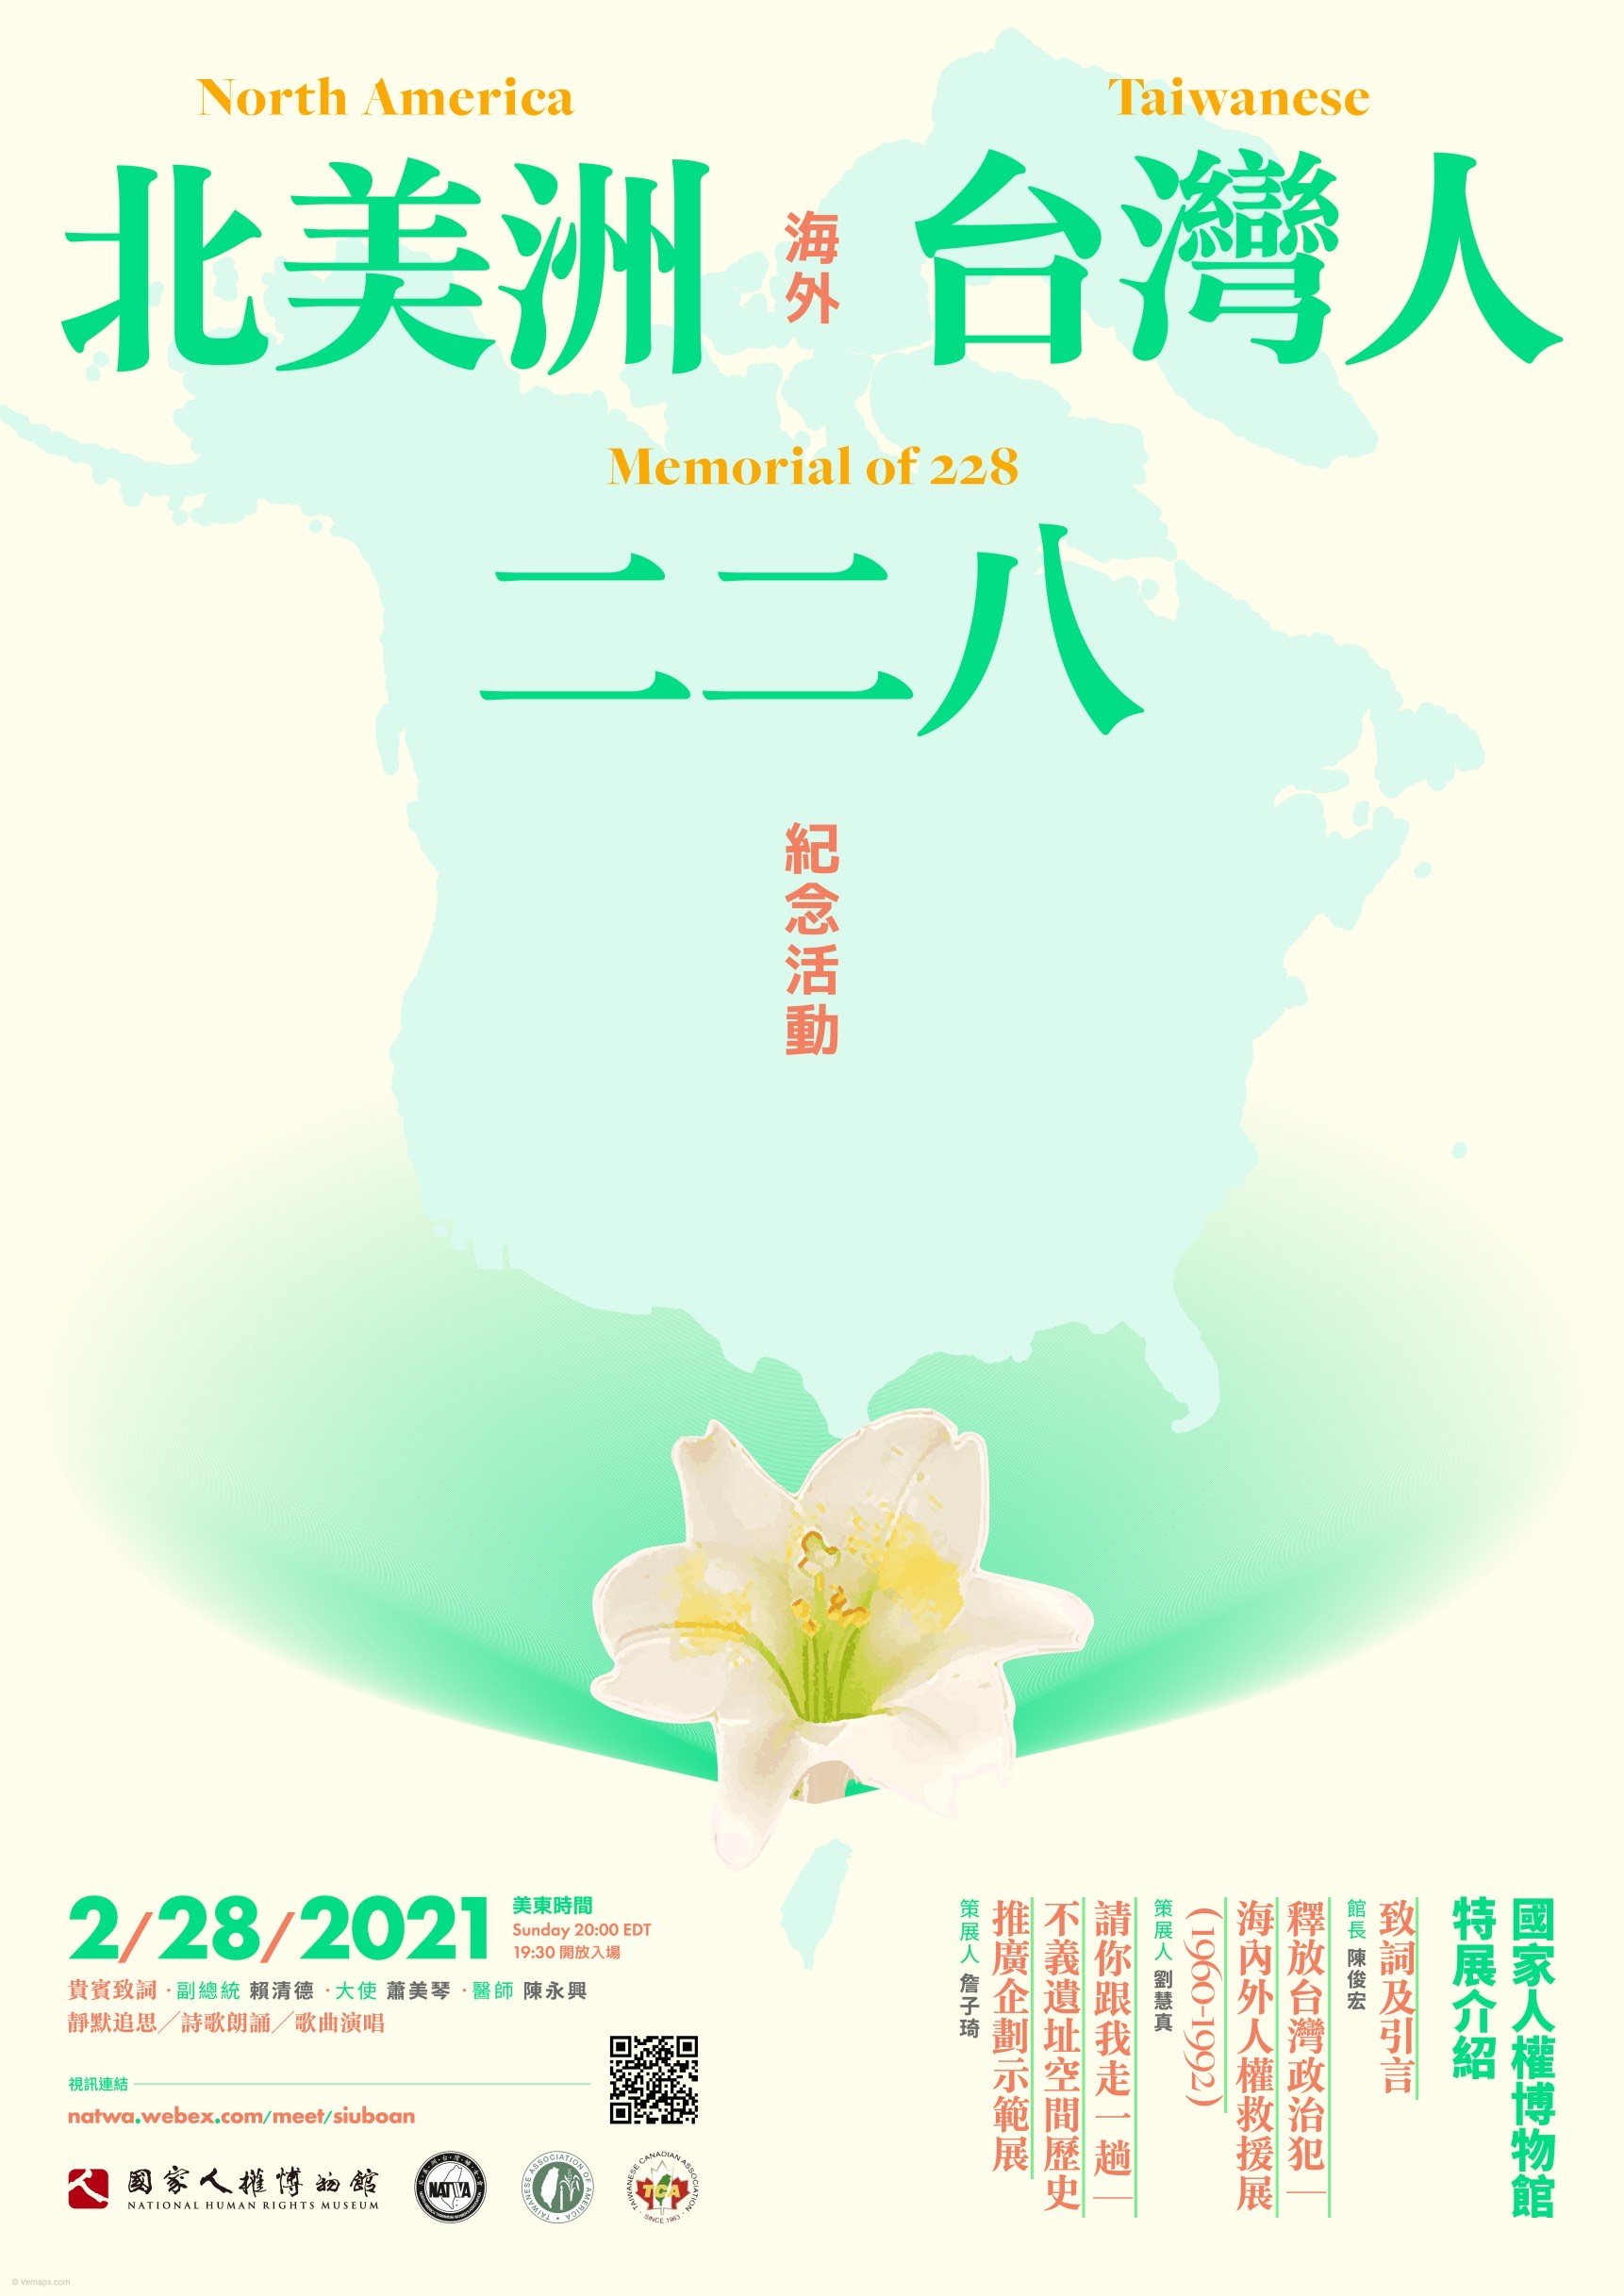 North America
Taiwanese
北美洲
海外
台灣人
Memorial of 228
二二八
紀念活動
2/28/2021
美東時間
Sunday 20:00 EDT
19:30 開放入場
貴賓致詞 ·副總統 賴清德 ·大使 蕭美琴 ·醫師 陳永興
靜默追思╱詩歌朗誦╱歌曲演唱
視訊連結
natwa.webex.com/meet/siuboan
國家人權博物館
NATIONAL HUMAN RIGHTS MUSEUM
NATWA
TAIWANESE ASSOCIATION OF AMERICA
TAIWANESE CANADIAN ASSOCIATION
TCA
SINCE 1963
國家人權博物館
特展介紹
致詞及引言
館長 陳俊宏
釋放台灣政治犯—
海內外人權救援展
(1960-1992)
策展人 劉慧真
請你跟我走一趟—
不義遺址空間歷史
推廣企劃示範展
策展人 詹子琦
© Vemaps.com